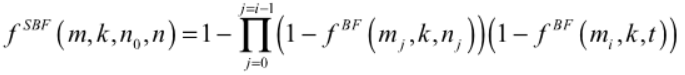 f^{SBF}(m,k,n_0,n) = 1 - \prod_{j=0}^{j=i-1} (1 - f^{BF}(m_j,k,n_j))(1 - f^{BF}(m_i,k,t))